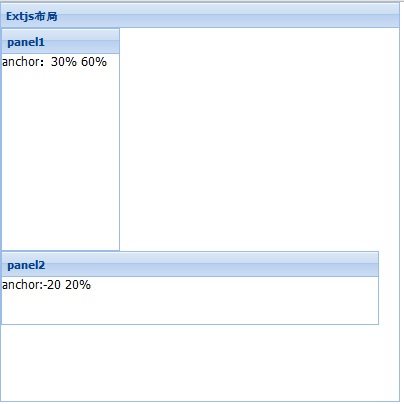 Extjs布局
panel1
anchor：30% 60%
panel2
anchor:-20 20%